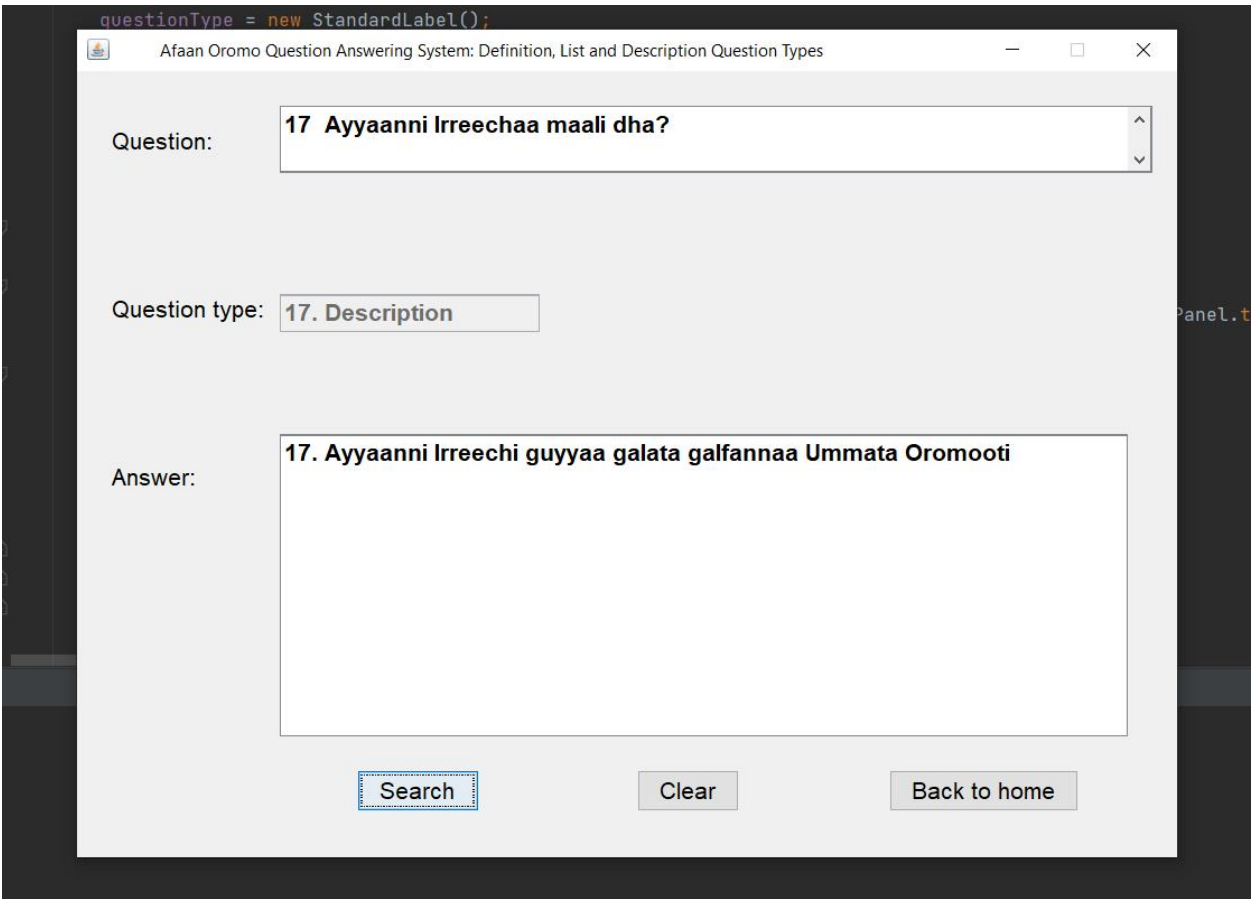 questionType = new StandardLabel();
Afaan Oromo Question Answering System: Definition, List and Description Question Types
Question:
17 Ayyaanni Irreechaa maali dha?
Question type:
17. Description
Panel.t
Answer:
17. Ayyaanni Irreechi guyyaa galata galfannaa Ummata Oromooti
Search
Clear
Back to home